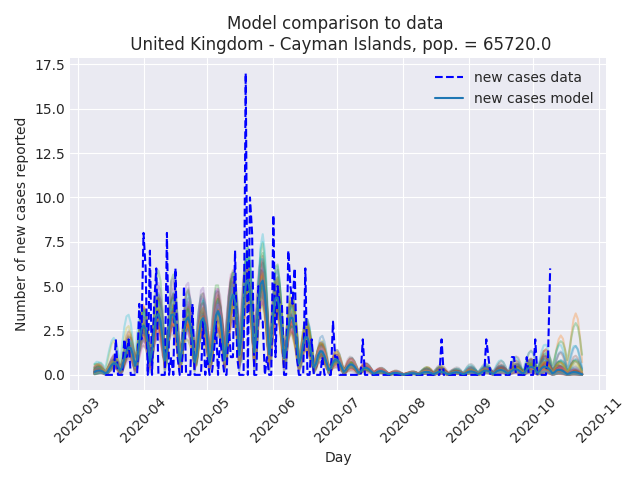 Model comparison to data
United Kingdom - Cayman Islands, pop. = 65720.0
new cases data
new cases model
Number of new cases reported
17.5
15.0
12.5
10.0
7.5
5.0
2.5
0.0
2020-03
2020-04
2020-05
2020-06
2020-07
2020-08
2020-09
2020-10
2020-11
Day